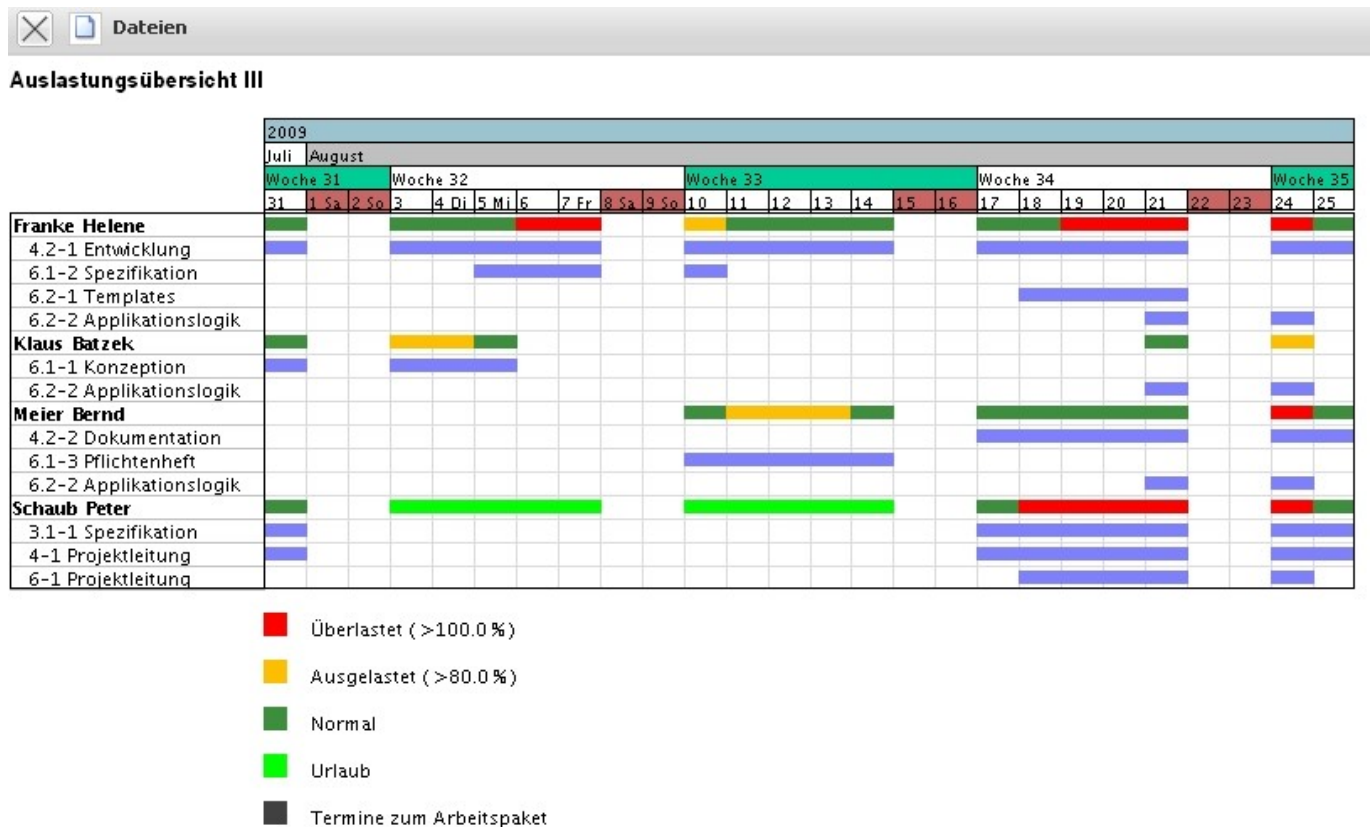 Dateien
Auslastungsübersicht III
2009
Juli August
Woche 31 Woche 32 Woche 33 Woche 34 Woche 35
31 1 Sa 2 So 3 4 Di 5 Mi 6 7 Fr 8 Sa 9 So 10 11 12 13 14 15 16 17 18 19 20 21 22 23 24 25
Franke Helene
4.2-1 Entwicklung
6.1-2 Spezifikation
6.2-1 Templates
6.2-2 Applikationslogik
Klaus Batzek
6.1-1 Konzeption
6.2-2 Applikationslogik
Meier Bernd
4.2-2 Dokumentation
6.1-3 Pflichtenheft
6.2-2 Applikationslogik
Schaub Peter
3.1-1 Spezifikation
4-1 Projektleitung
6-1 Projektleitung
Überlastet (>100.0%)
Ausgelastet (>80.0%)
Normal
Urlaub
Termine zum Arbeitspaket